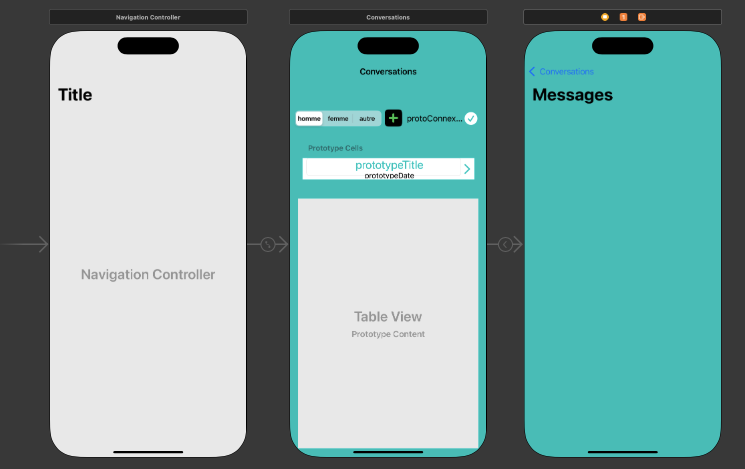 Navigation Controller
Title
Navigation Controller
Conversations
Conversations
homme femme autre protoConnex...
Prototype Cells
prototypeTitle
prototypeDate
Table View
Prototype Content
Conversations
Messages